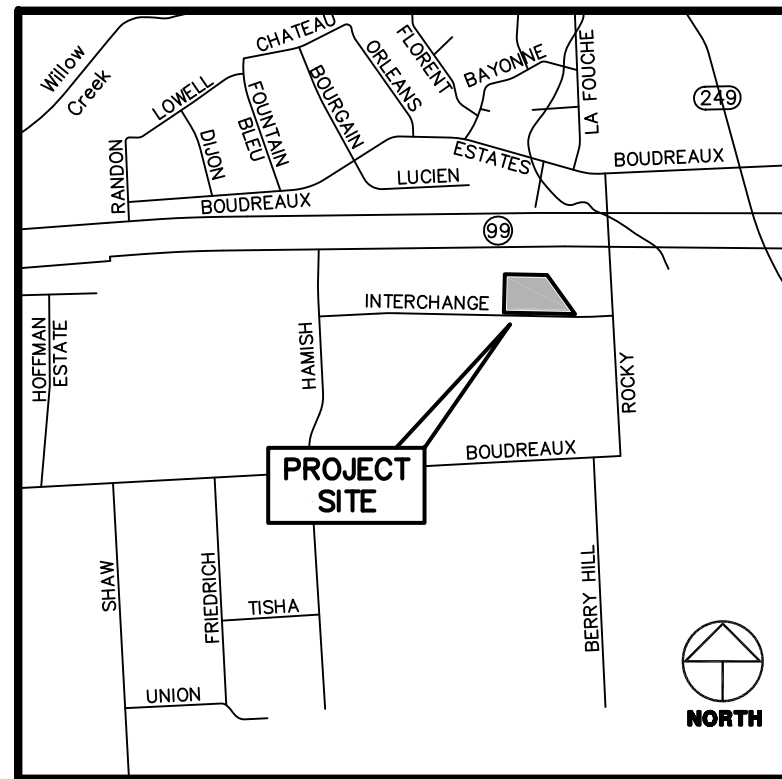 CHATEAU
Willow
Creek
LOWELL
FOUNTAIN
BLEU
BOURGAIN
ORLEANS
FLORENT
BAYONNE
LA FOUCHE
249
RANDON
DIJON
ESTATES
BOUDREAUX
LUCIEN
BOUDREAUX
99
INTERCHANGE
HOFFMAN
ESTATE
HAMISH
ROCKY
BOUDREAUX
PROJECT
SITE
SHAW
FRIEDRICH
TISHA
BERRY HILL
UNION
NORTH